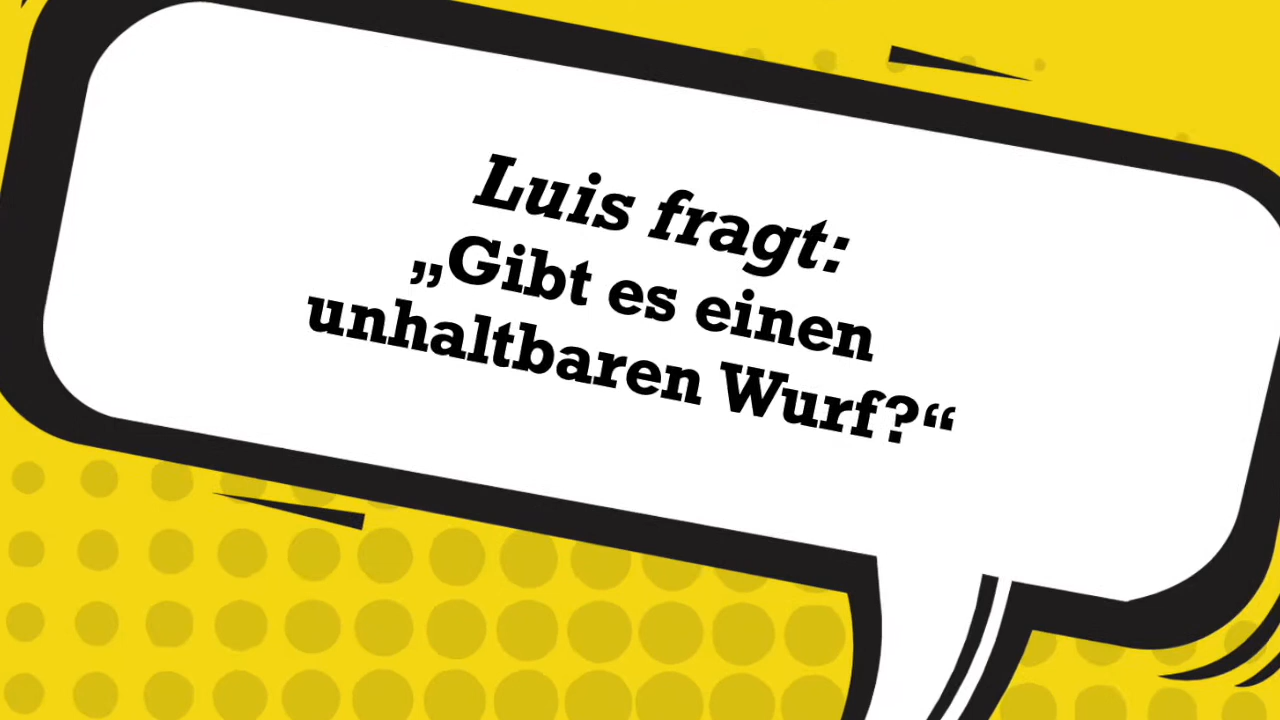 Luis fragt:
„Gibt es einen
unhaltbaren Wurf?“